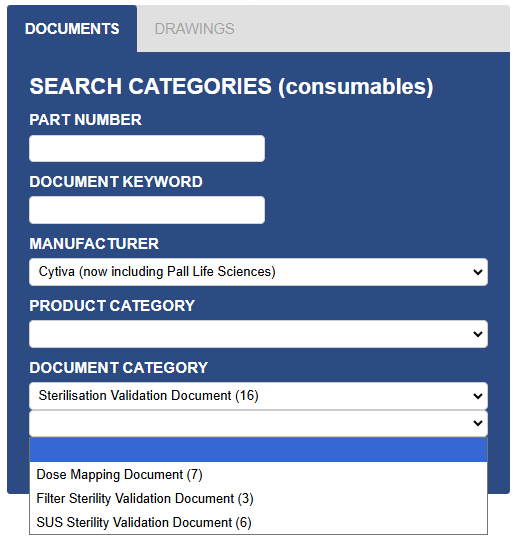 DOCUMENTS
DRAWINGS
SEARCH CATEGORIES (consumables)
PART NUMBER
DOCUMENT KEYWORD
MANUFACTURER
Cytiva (now including Pall Life Sciences)
PRODUCT CATEGORY
DOCUMENT CATEGORY
Sterilisation Validation Document (16)
Dose Mapping Document (7)
Filter Sterility Validation Document (3)
SUS Sterility Validation Document (6)